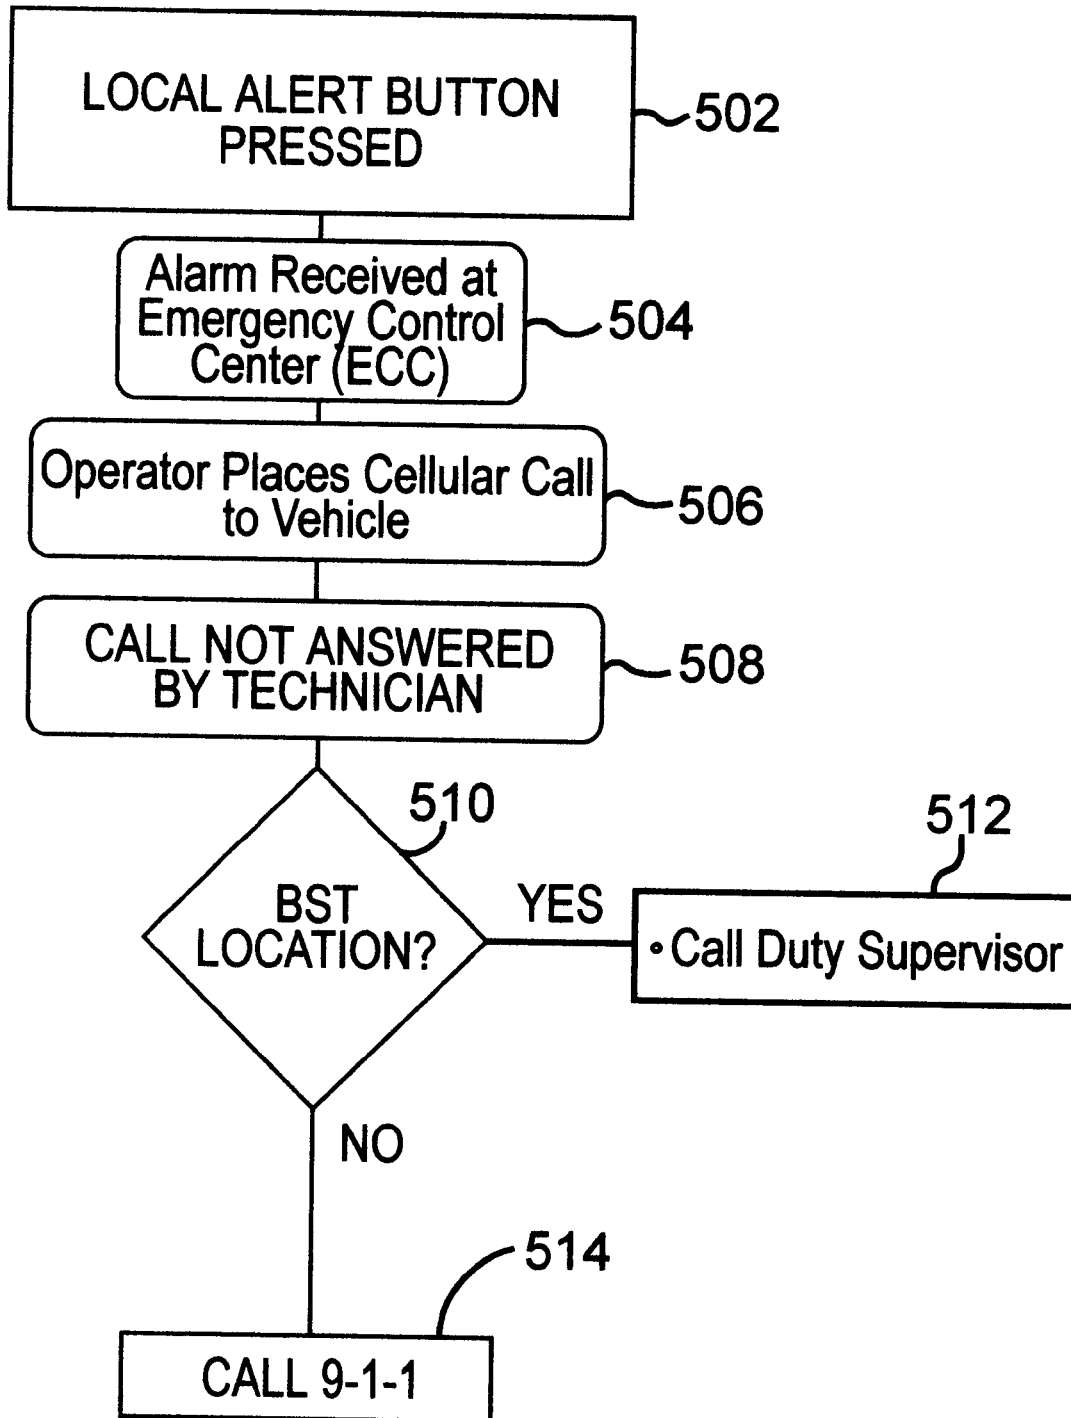 LOCAL ALERT BUTTON
PRESSED
502
Alarm Received at
Emergency Control
Center (ECC)
504
Operator Places Cellular Call
to Vehicle
506
CALL NOT ANSWERED
BY TECHNICIAN
508
510
BST
LOCATION?
YES
512
• Call Duty Supervisor
NO
514
CALL 9-1-1